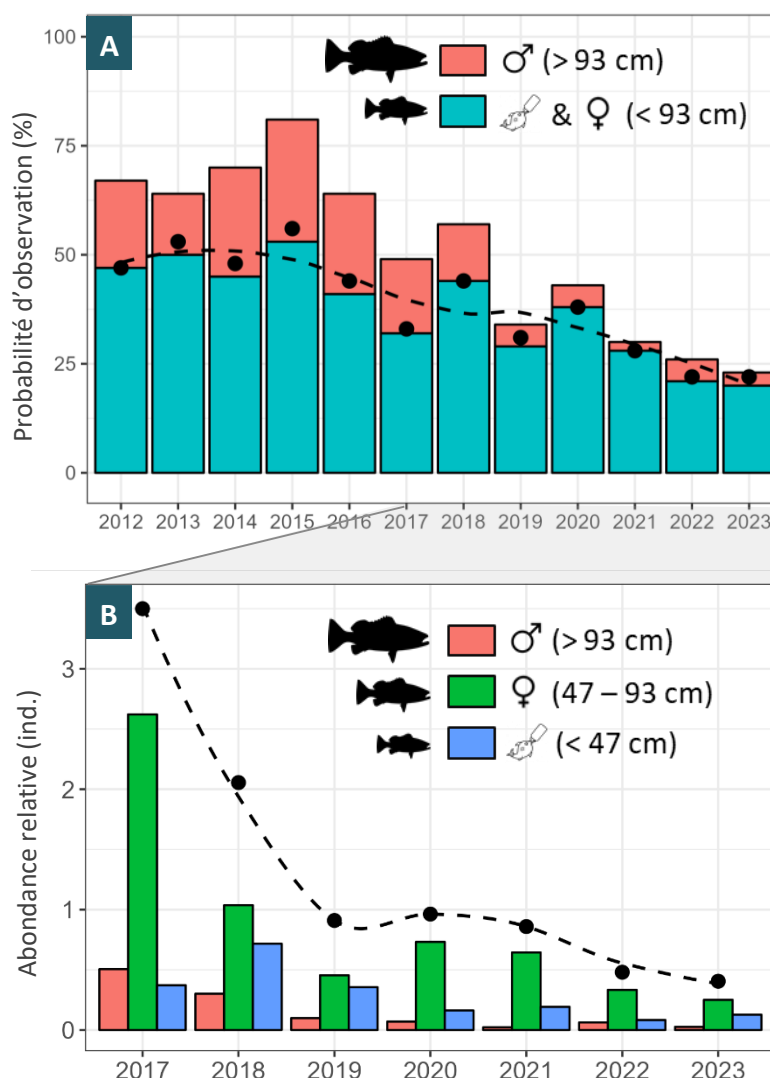 A
Probabilité d’observation (%)
100
75
50
25
0
♂ (> 93 cm)
& ♀ (< 93 cm)
2012 2013 2014 2015 2016 2017 2018 2019 2020 2021 2022 2023
B
Abondance relative (ind.)
3
2
1
0
♂ (> 93 cm)
♀ (47 – 93 cm)
(< 47 cm)
2017 2018 2019 2020 2021 2022 2023